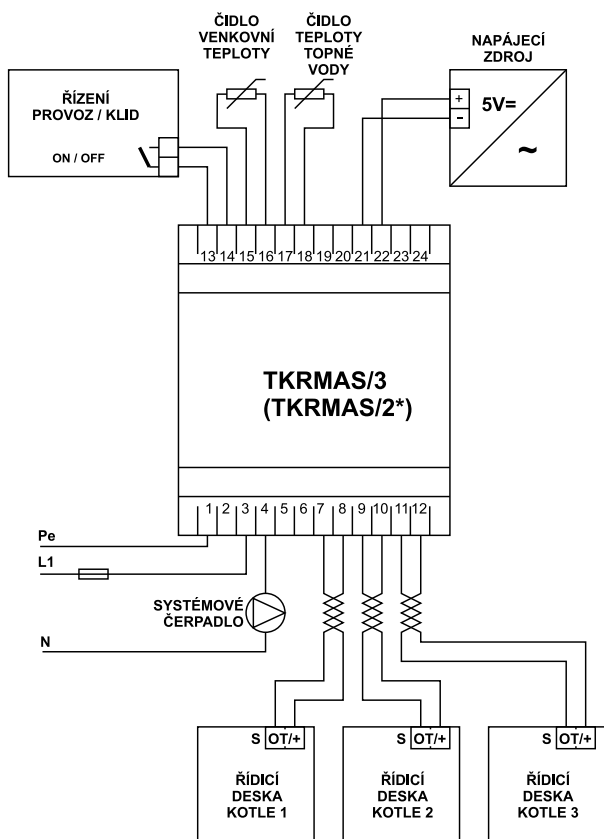 ČIDLO
VENKOVNÍ
TEPLOTY
ČIDLO
TEPLOTY
TOPNÉ
VODY
NAPÁJECÍ
ZDROJ
ŘÍZENÍ
PROVOZ / KLID
ON / OFF
+
−
5V=
~
13 14 15 16 17 18 19 20 21 22 23 24
TKRMAS/3
(TKRMAS/2*)
1 2 3 4 5 6 7 8 9 10 11 12
Pe
L1
SYSTÉMOVÉ
ČERPADLO
N
S OT/+
ŘÍDICÍ
DESKA
KOTLE 1
S OT/+
ŘÍDICÍ
DESKA
KOTLE 2
S OT/+
ŘÍDICÍ
DESKA
KOTLE 3